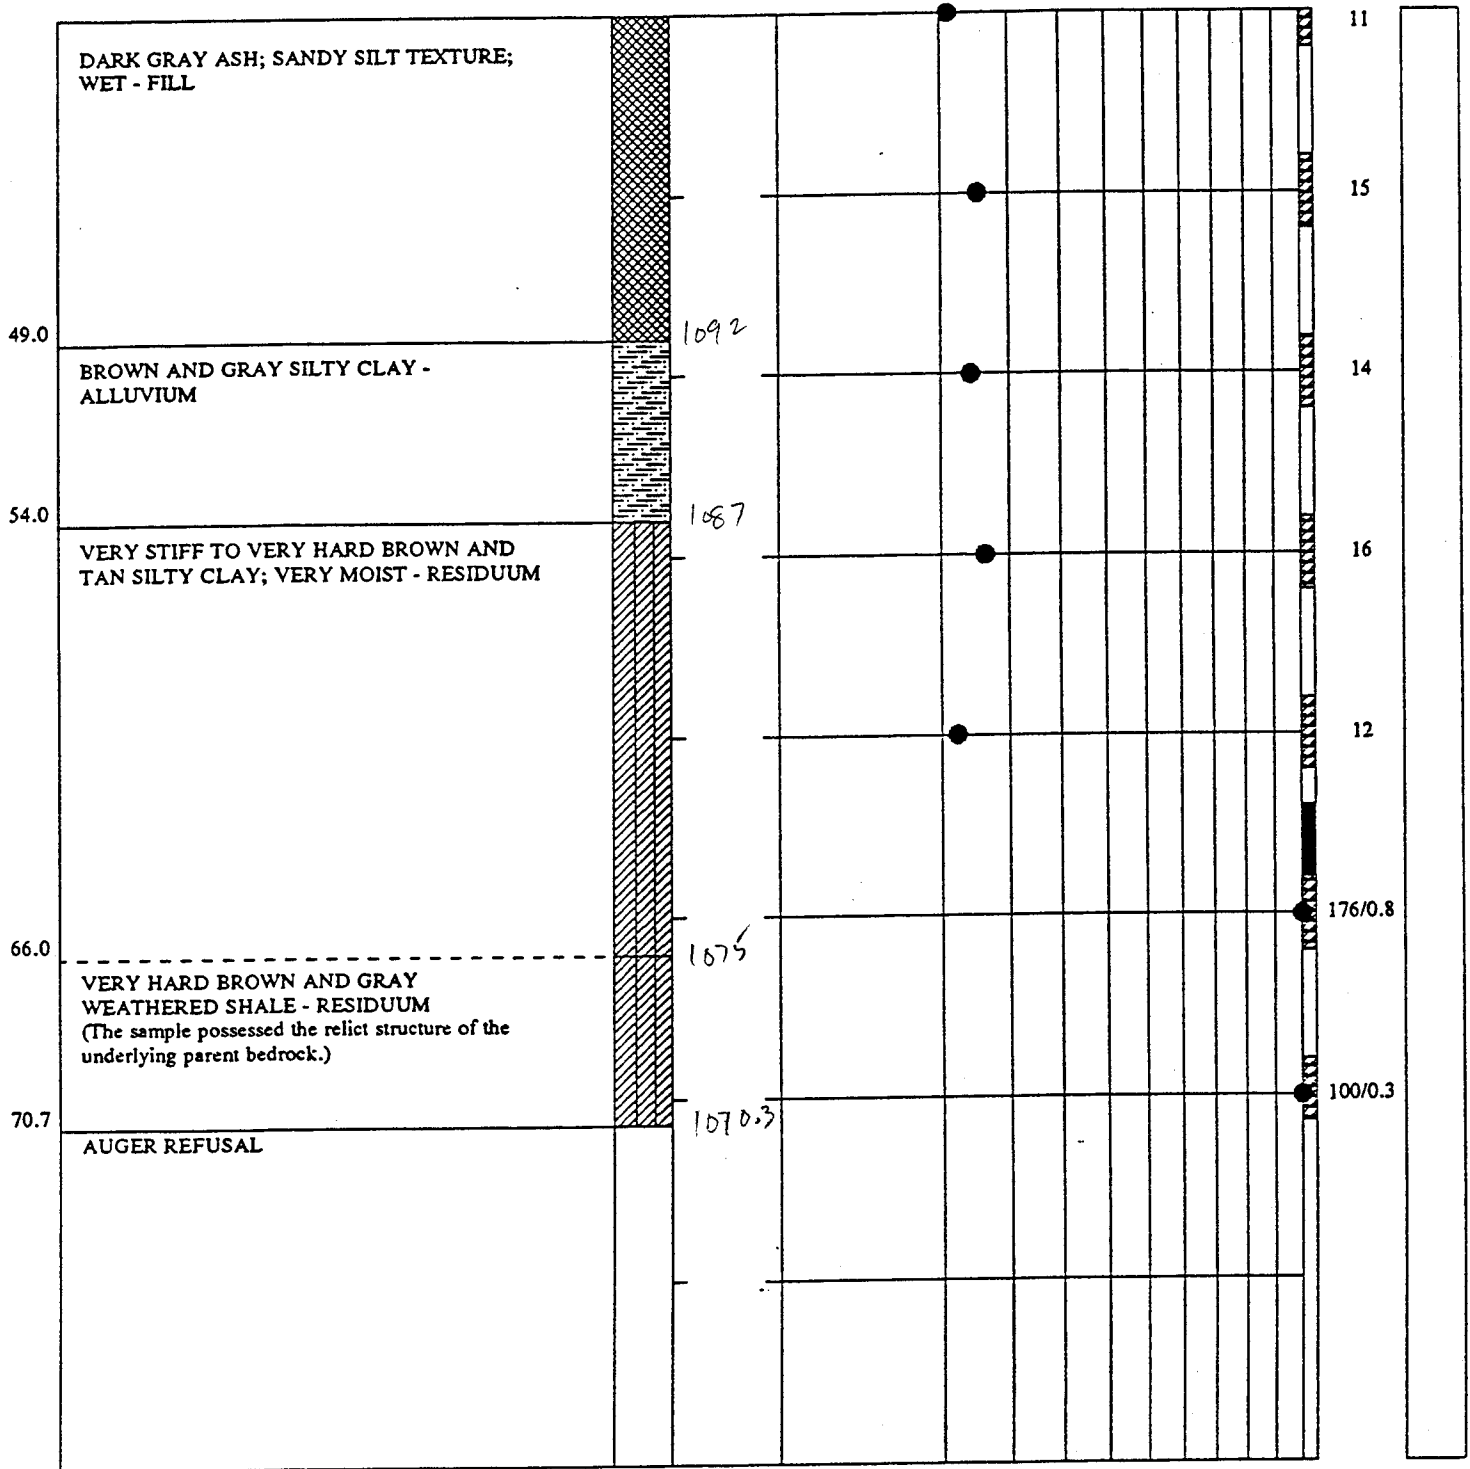 11
DARK GRAY ASH; SANDY SILT TEXTURE;
WET - FILL
15
49.0
1092
BROWN AND GRAY SILTY CLAY -
ALLUVIUM
14
54.0
1087
VERY STIFF TO VERY HARD BROWN AND
TAN SILTY CLAY; VERY MOIST - RESIDUUM
16
12
176/0.8
66.0
1075
VERY HARD BROWN AND GRAY
WEATHERED SHALE - RESIDUUM
(The sample possessed the relict structure of the
underlying parent bedrock.)
100/0.3
70.7
1070.3
AUGER REFUSAL